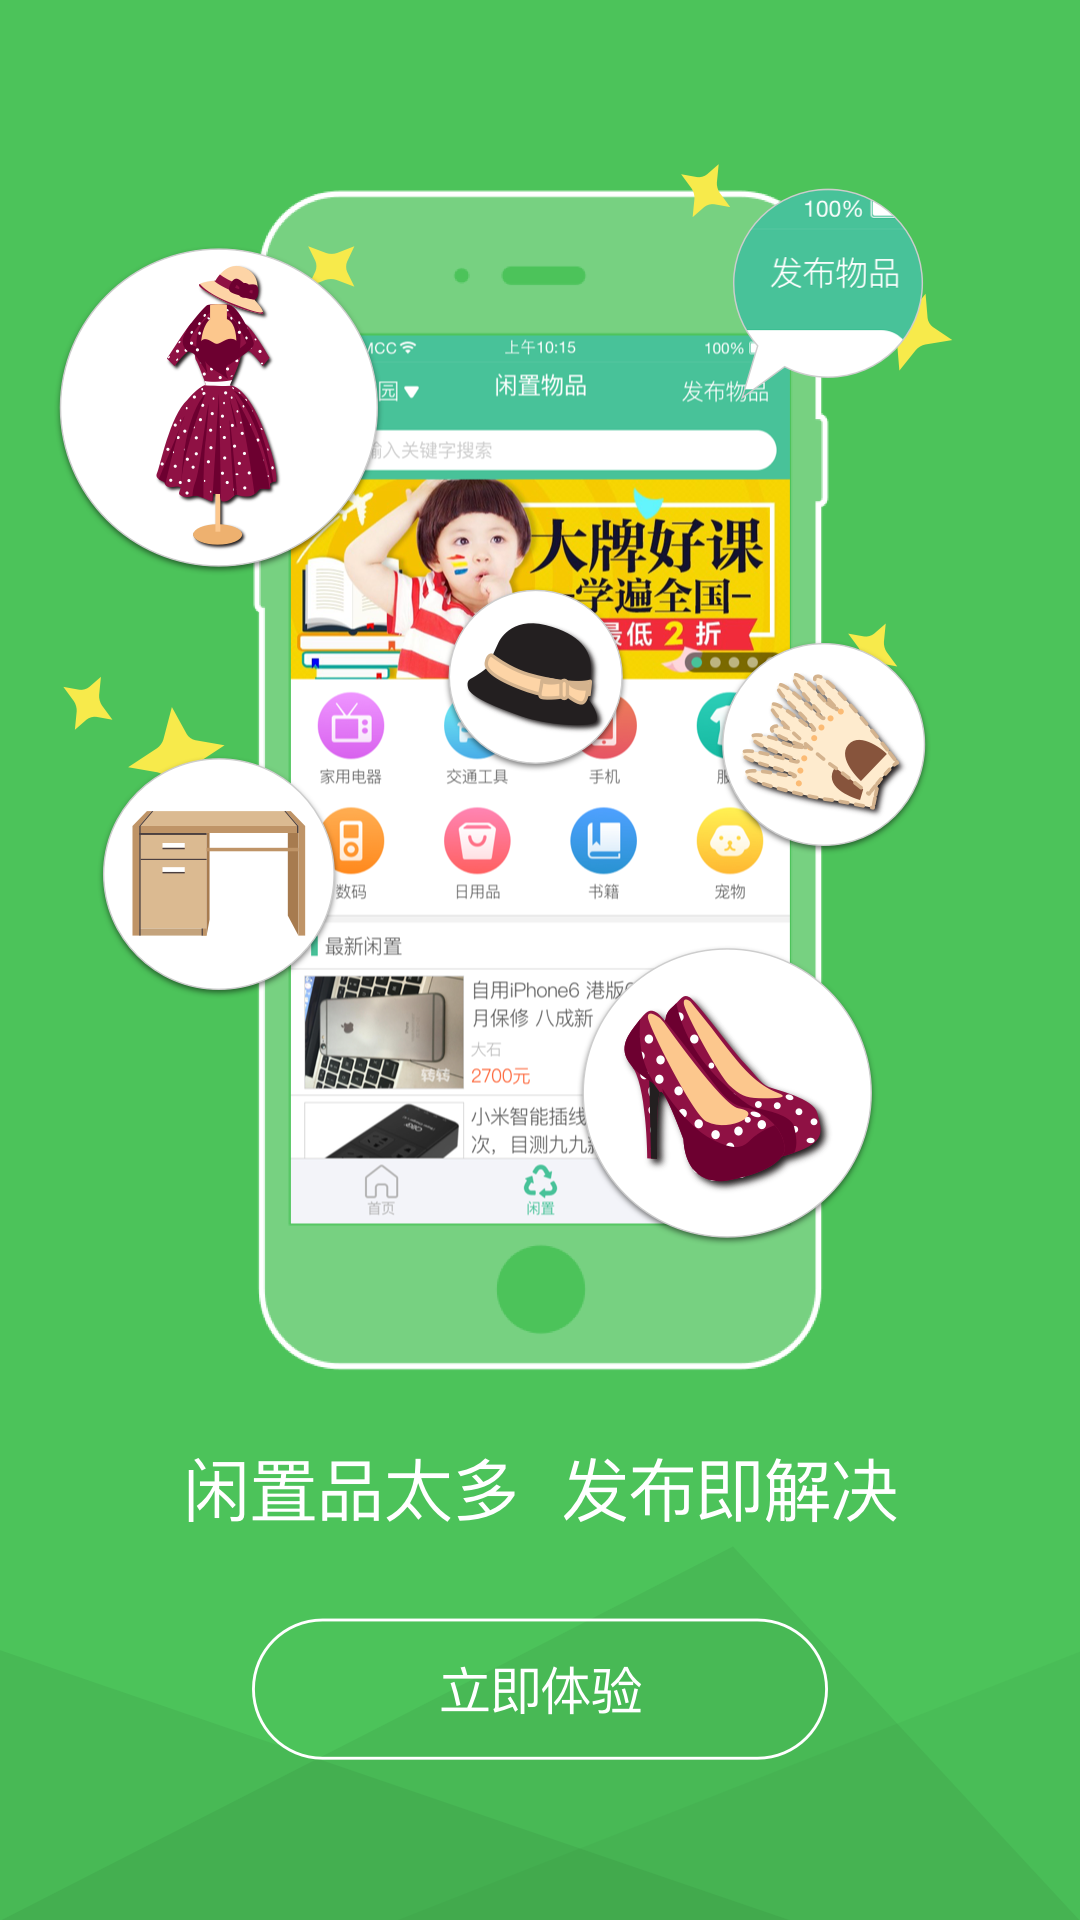 100%
发布物品
MCC 上午10:15 100%
园 闲置物品 发布物品
输入关键字搜索
大牌好课
学遍全国
最低2折
家用电器 交通工具 手机 服
数码 日用品 书籍 宠物
最新闲置
自用iPhone6 港版
月保修 八成新
大石
转转
2700元
小米智能插线
次，目测九九
首页 闲置
闲置品太多 发布即解决
立即体验